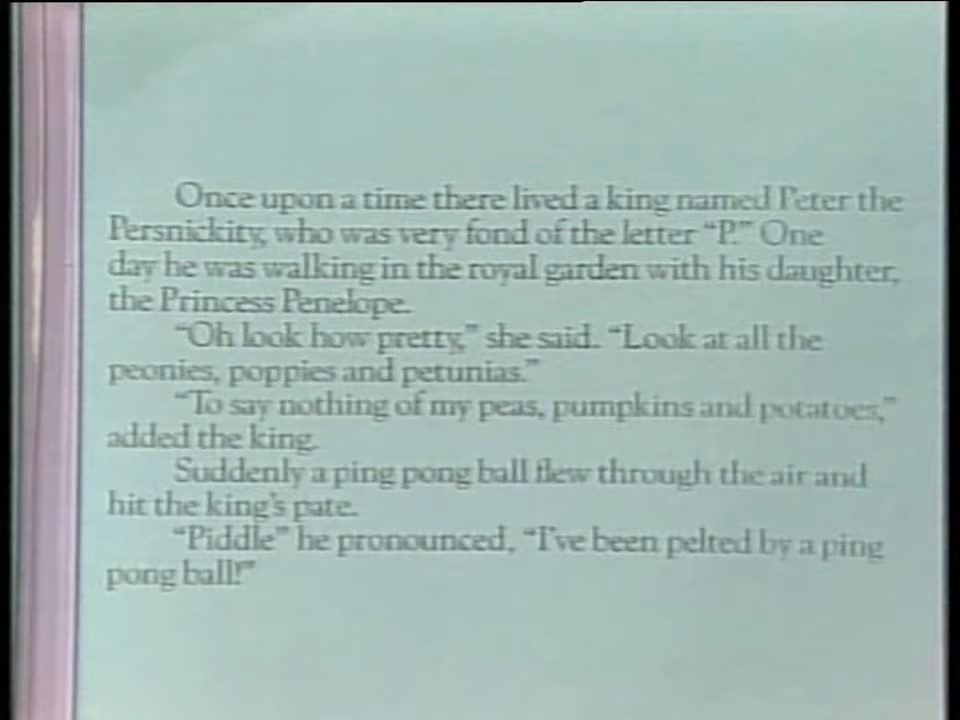 Once upon a time there lived a king named Peter the
Persnickity, who was very fond of the letter “P.” One
day he was walking in the royal garden with his daughter,
the Princess Penelope.
“Oh look how pretty,” she said. “Look at all the
peonies, poppies and petunias.”
“To say nothing of my peas, pumpkins and potatoes,”
added the king.
Suddenly a ping pong ball flew through the air and
hit the king's pate.
“Piddle” he pronounced, “I've been pelted by a ping
pong ball!”